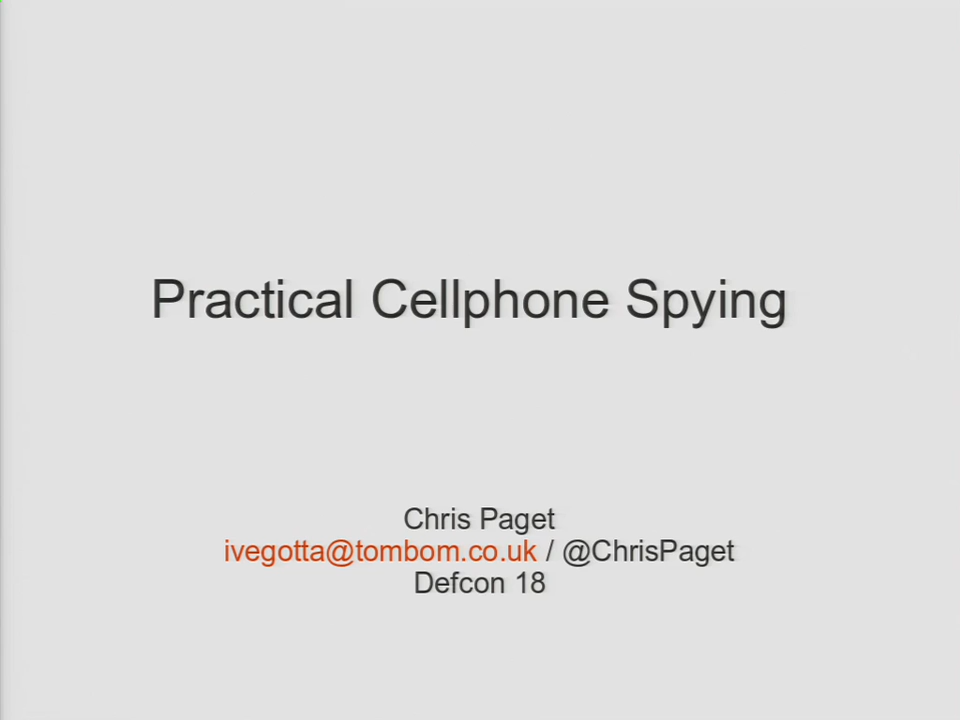 Practical Cellphone Spying
Chris Paget
ivegotta@tombom.co.uk / @ChrisPaget
Defcon 18